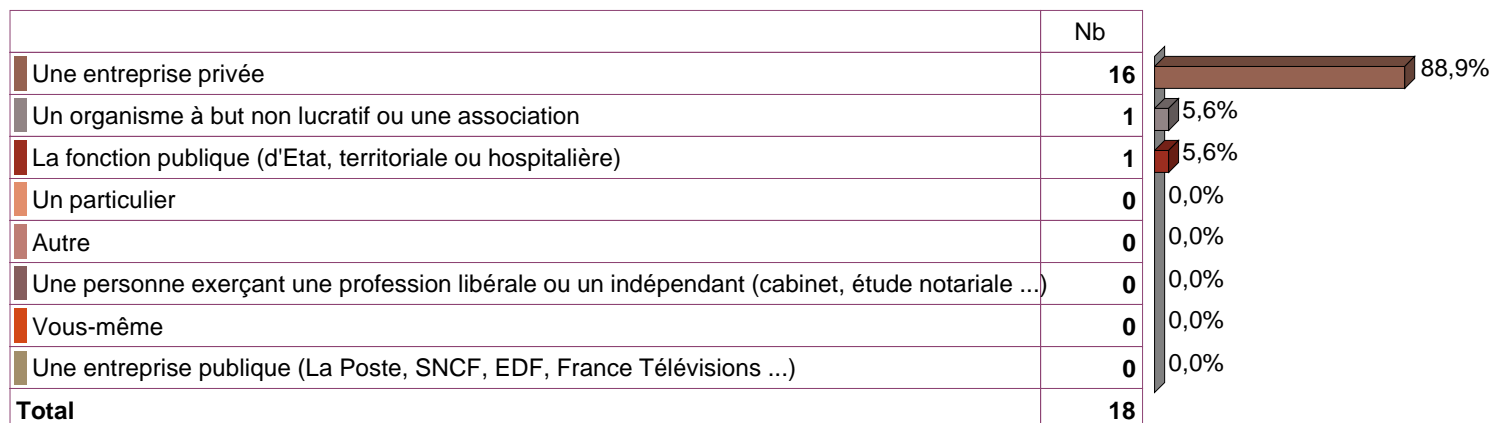 Nb
Une entreprise privée 16 88,9%
Un organisme à but non lucratif ou une association 1 5,6%
La fonction publique (d'Etat, territoriale ou hospitalière) 1 5,6%
Un particulier 0 0,0%
Autre 0 0,0%
Une personne exerçant une profession libérale ou un indépendant (cabinet, étude notariale ...) 0 0,0%
Vous-même 0 0,0%
Une entreprise publique (La Poste, SNCF, EDF, France Télévisions ...) 0 0,0%
Total 18